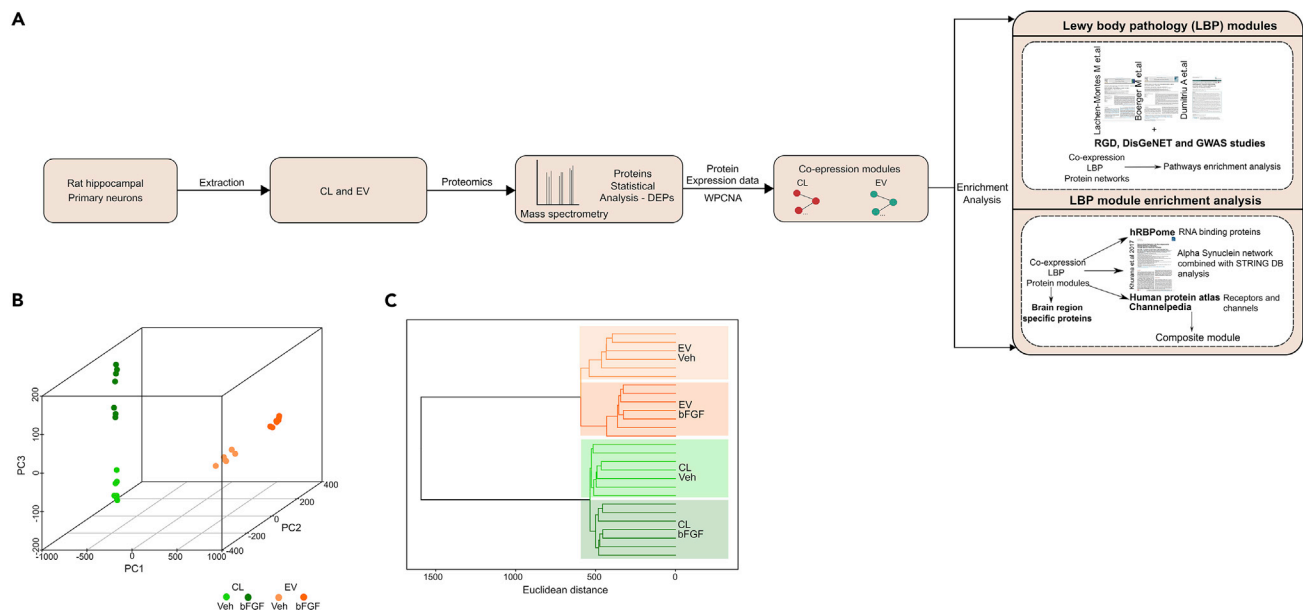 A
Rat hippocampal
Primary neurons
Extraction
CL and EV
Proteomics
Proteins
Statistical
Analysis - DEPs
Mass spectrometry
Protein
Expression data
WPCNA
Co-epression modules
CL
EV
...
...
Enrichment
Analysis
Lewy body pathology (LBP) modules
Lachen-Montes M et.al
Boerger M et.al
Dumitriu A et.al
+
RGD, DisGeNET and GWAS studies
Co-expression
LBP
Protein networks
Pathways enrichment analysis
LBP module enrichment analysis
hRBPome RNA binding proteins
Khurana et.al 2017
Alpha Synuclein network
combined with STRING DB
analysis
Co-expression
LBP
Protein modules
Human protein atlas
Channelpedia
Receptors and
channels
Brain region
specific proteins
Composite module
B
PC3
200
100
0
-100
-200
-1000
-500
0
500
1000
PC1
-400
-200
0
200
400
PC2
CL EV
Veh bFGF Veh bFGF
C
EV
Veh
EV
bFGF
CL
Veh
CL
bFGF
1500 1000 500 0
Euclidean distance